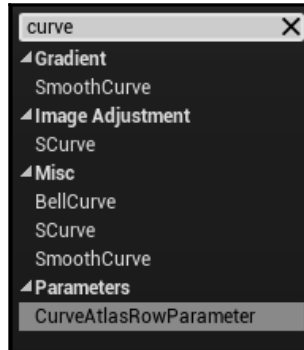 curve
Gradient
SmoothCurve
Image Adjustment
SCurve
Misc
BellCurve
SCurve
SmoothCurve
Parameters
CurveAtlasRowParameter